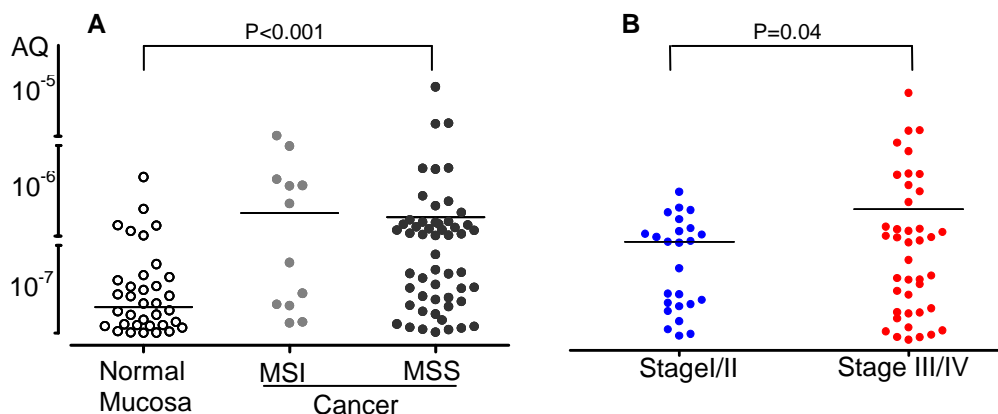 A
B
P<0.001
P=0.04
AQ
10⁻⁵
10⁻⁶
10⁻⁷
Normal
Mucosa
MSI
MSS
Cancer
StageI/II
Stage III/IV